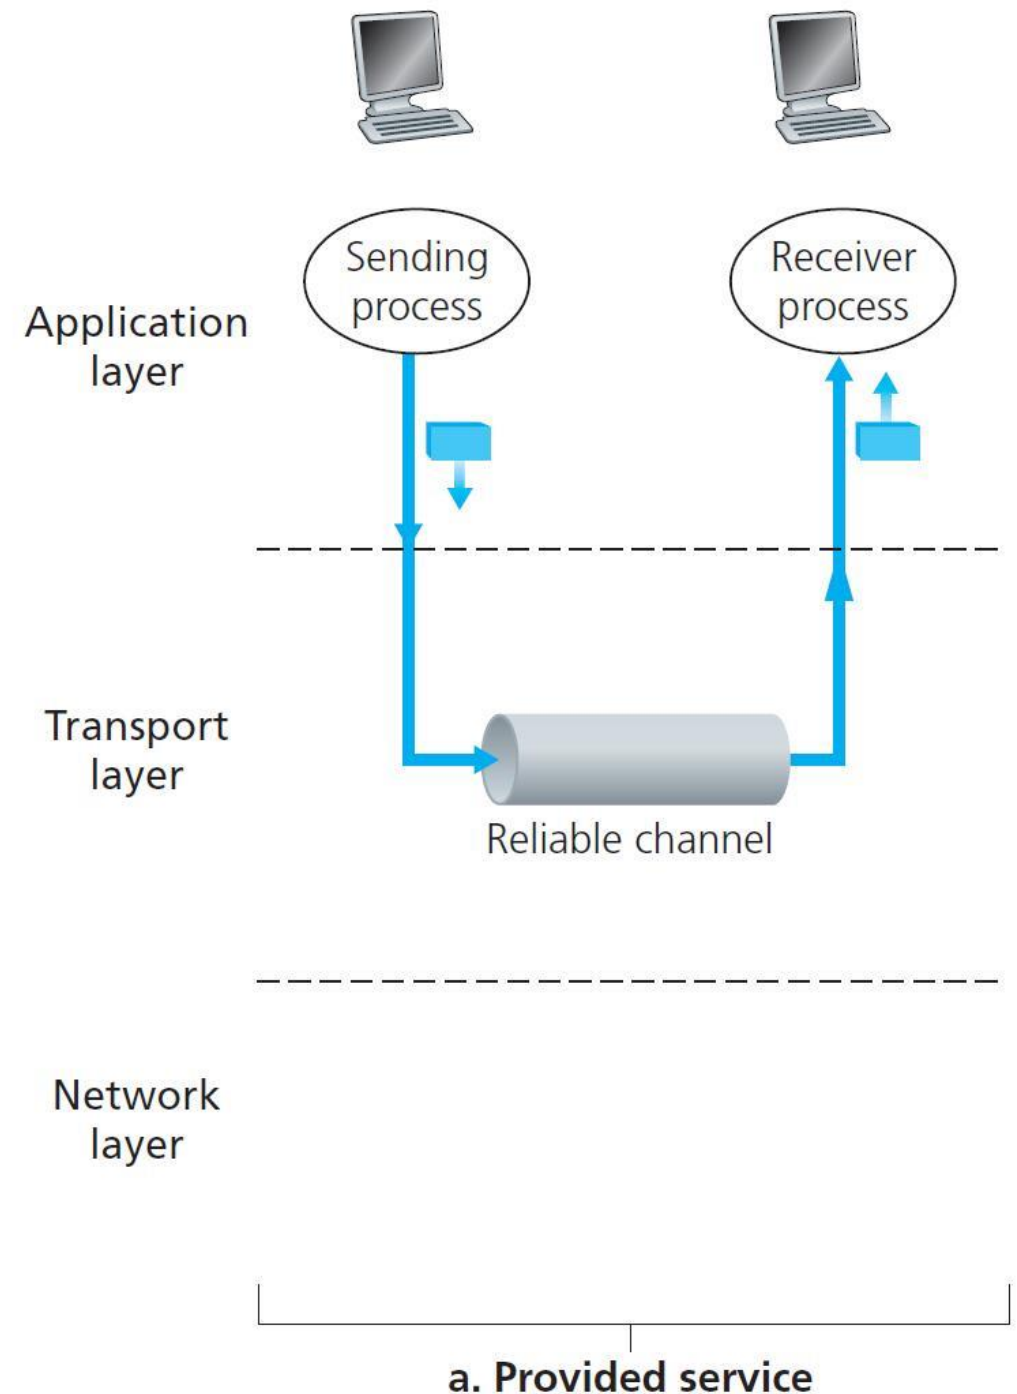 Sending
process
Receiver
process
Application
layer
Transport
layer
Reliable channel
Network
layer
a. Provided service